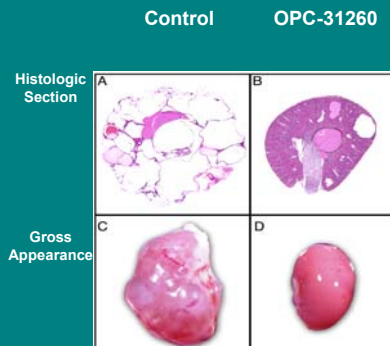 Control OPC-31260
Histologic
Section
A B
Gross
Appearance
C D